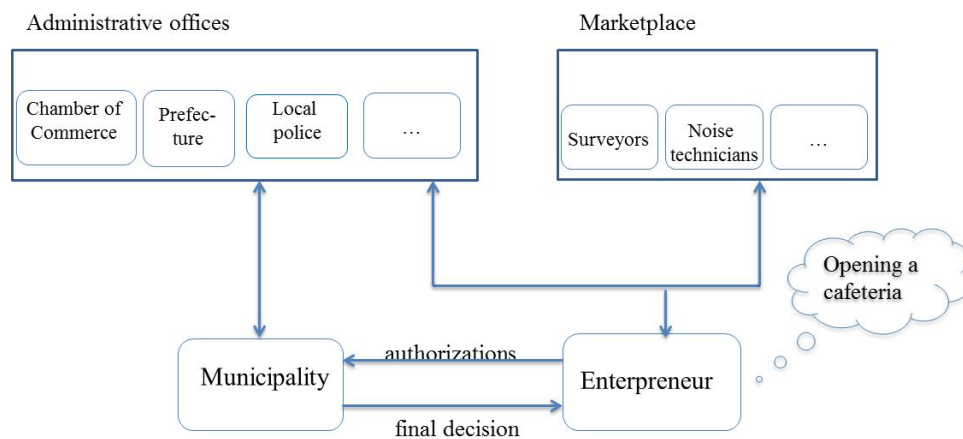 Administrative offices
Marketplace
Chamber of
Commerce
Prefec-
ture
Local
police
…
Surveyors
Noise
technicians
…
Opening a
cafeteria
authorizations
Municipality
Enterpreneur
final decision